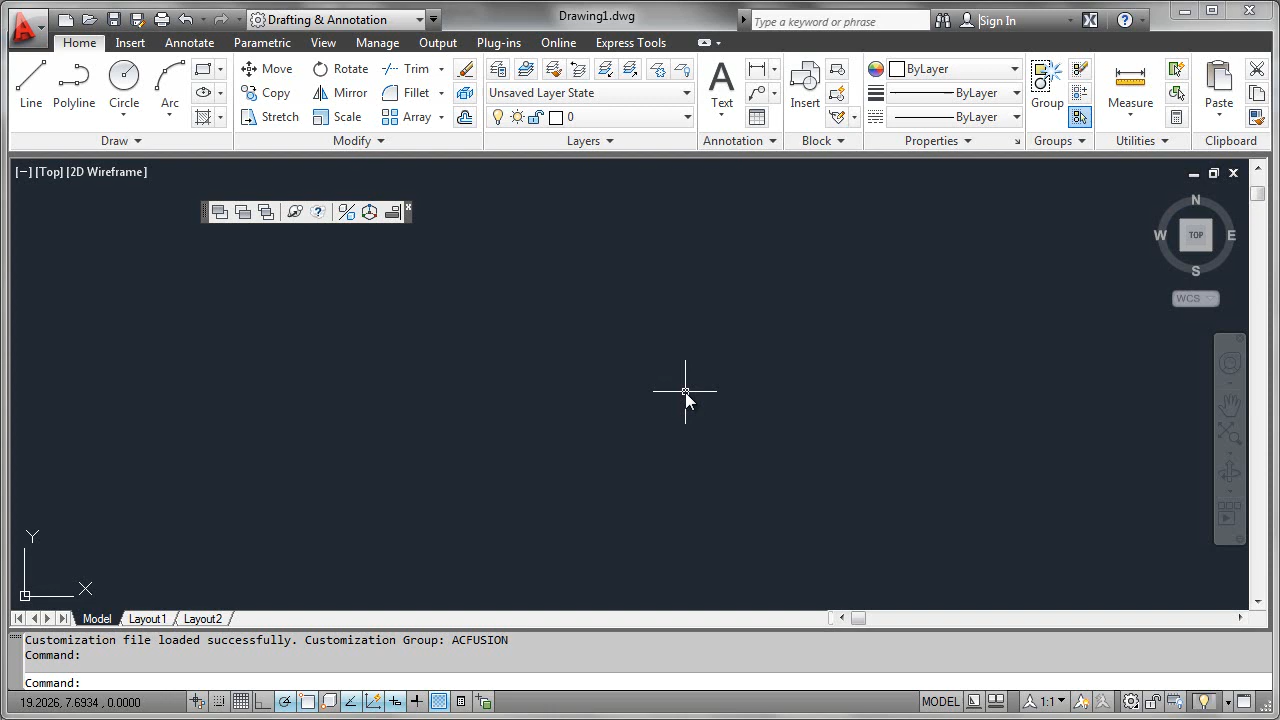 Drafting & Annotation
Drawing1.dwg
Type a keyword or phrase
Sign In
Home Insert Annotate Parametric View Manage Output Plug-ins Online Express Tools
Line Polyline Circle Arc
Move Rotate Trim
Copy Mirror Fillet
Stretch Scale Array
Unsaved Layer State
0
Text Insert
ByLayer
ByLayer
ByLayer
Group Measure Paste
Draw Modify Layers Annotation Block Properties Groups Utilities Clipboard
[−] [Top] [2D Wireframe]
N
W TOP E
S
WCS
Y
X
Model Layout1 Layout2
Customization file loaded successfully. Customization Group: ACFUSION
Command:
Command:
19.2026, 7.6934 , 0.0000
MODEL
1:1